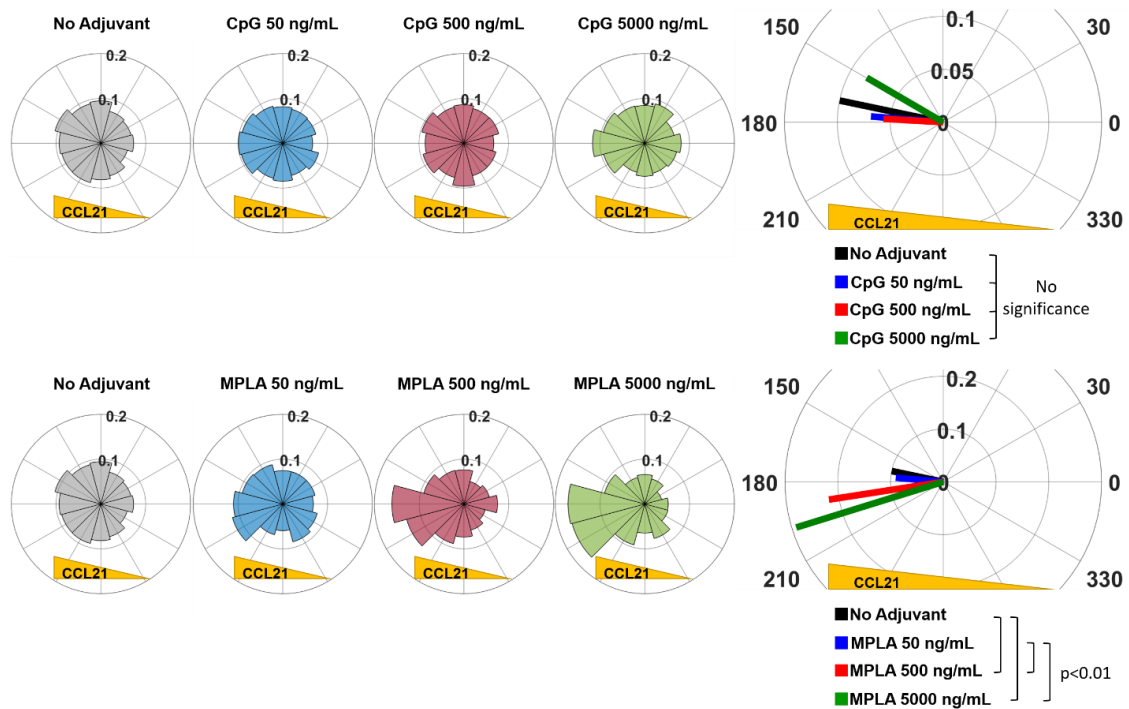 No Adjuvant
CpG 50 ng/mL
CpG 500 ng/mL
CpG 5000 ng/mL
0.2
0.1
CCL21
0.2
0.1
CCL21
0.2
0.1
CCL21
0.2
0.1
CCL21
150
0.1
30
0.05
180
0
0
210
CCL21
330
No Adjuvant
CpG 50 ng/mL
CpG 500 ng/mL
CpG 5000 ng/mL
No
significance
No Adjuvant
MPLA 50 ng/mL
MPLA 500 ng/mL
MPLA 5000 ng/mL
0.2
0.1
CCL21
0.2
0.1
CCL21
0.2
0.1
CCL21
0.2
0.1
CCL21
150
0.2
30
0.1
180
0
0
210
CCL21
330
No Adjuvant
MPLA 50 ng/mL
MPLA 500 ng/mL
MPLA 5000 ng/mL
p<0.01